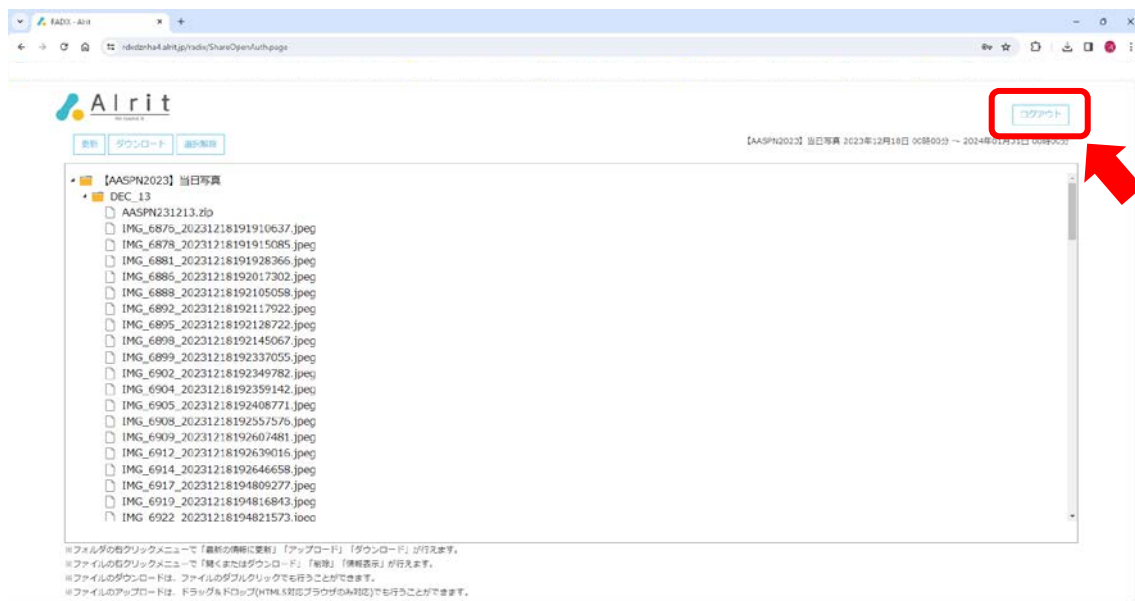 RADIX - Alrit
ShareOpenAuth.page
Alrit
ログアウト
更新 ダウンロード 選択解除
【AASPN2023】当日写真 2023年12月18日 00時00分 ～ 2024年01月31日 00時00分
【AASPN2023】当日写真
DEC_13
AASPN231213.zip
IMG_6876_20231218191910637.jpeg
IMG_6878_20231218191915085.jpeg
IMG_6881_20231218191928366.jpeg
IMG_6886_20231218192017302.jpeg
IMG_6888_20231218192105058.jpeg
IMG_6892_20231218192117922.jpeg
IMG_6895_20231218192128722.jpeg
IMG_6898_20231218192145067.jpeg
IMG_6899_20231218192337055.jpeg
IMG_6902_20231218192349782.jpeg
IMG_6904_20231218192359142.jpeg
IMG_6905_20231218192408771.jpeg
IMG_6908_20231218192557576.jpeg
IMG_6909_20231218192607481.jpeg
IMG_6912_20231218192639016.jpeg
IMG_6914_20231218192646658.jpeg
IMG_6917_20231218194809277.jpeg
IMG_6919_20231218194816843.jpeg
IMG_6922_20231218194821573.jpeg
※フォルダの右クリックメニューで「最新の情報に更新」「アップロード」「ダウンロード」が行えます。
※ファイルの右クリックメニューで「開くまたはダウンロード」「削除」「情報表示」が行えます。
※ファイルのダウンロードは、ファイルのダブルクリックでも行うことができます。
※ファイルのアップロードは、ドラッグ&ドロップ(HTML5対応ブラウザのみ対応)でも行うことができます。